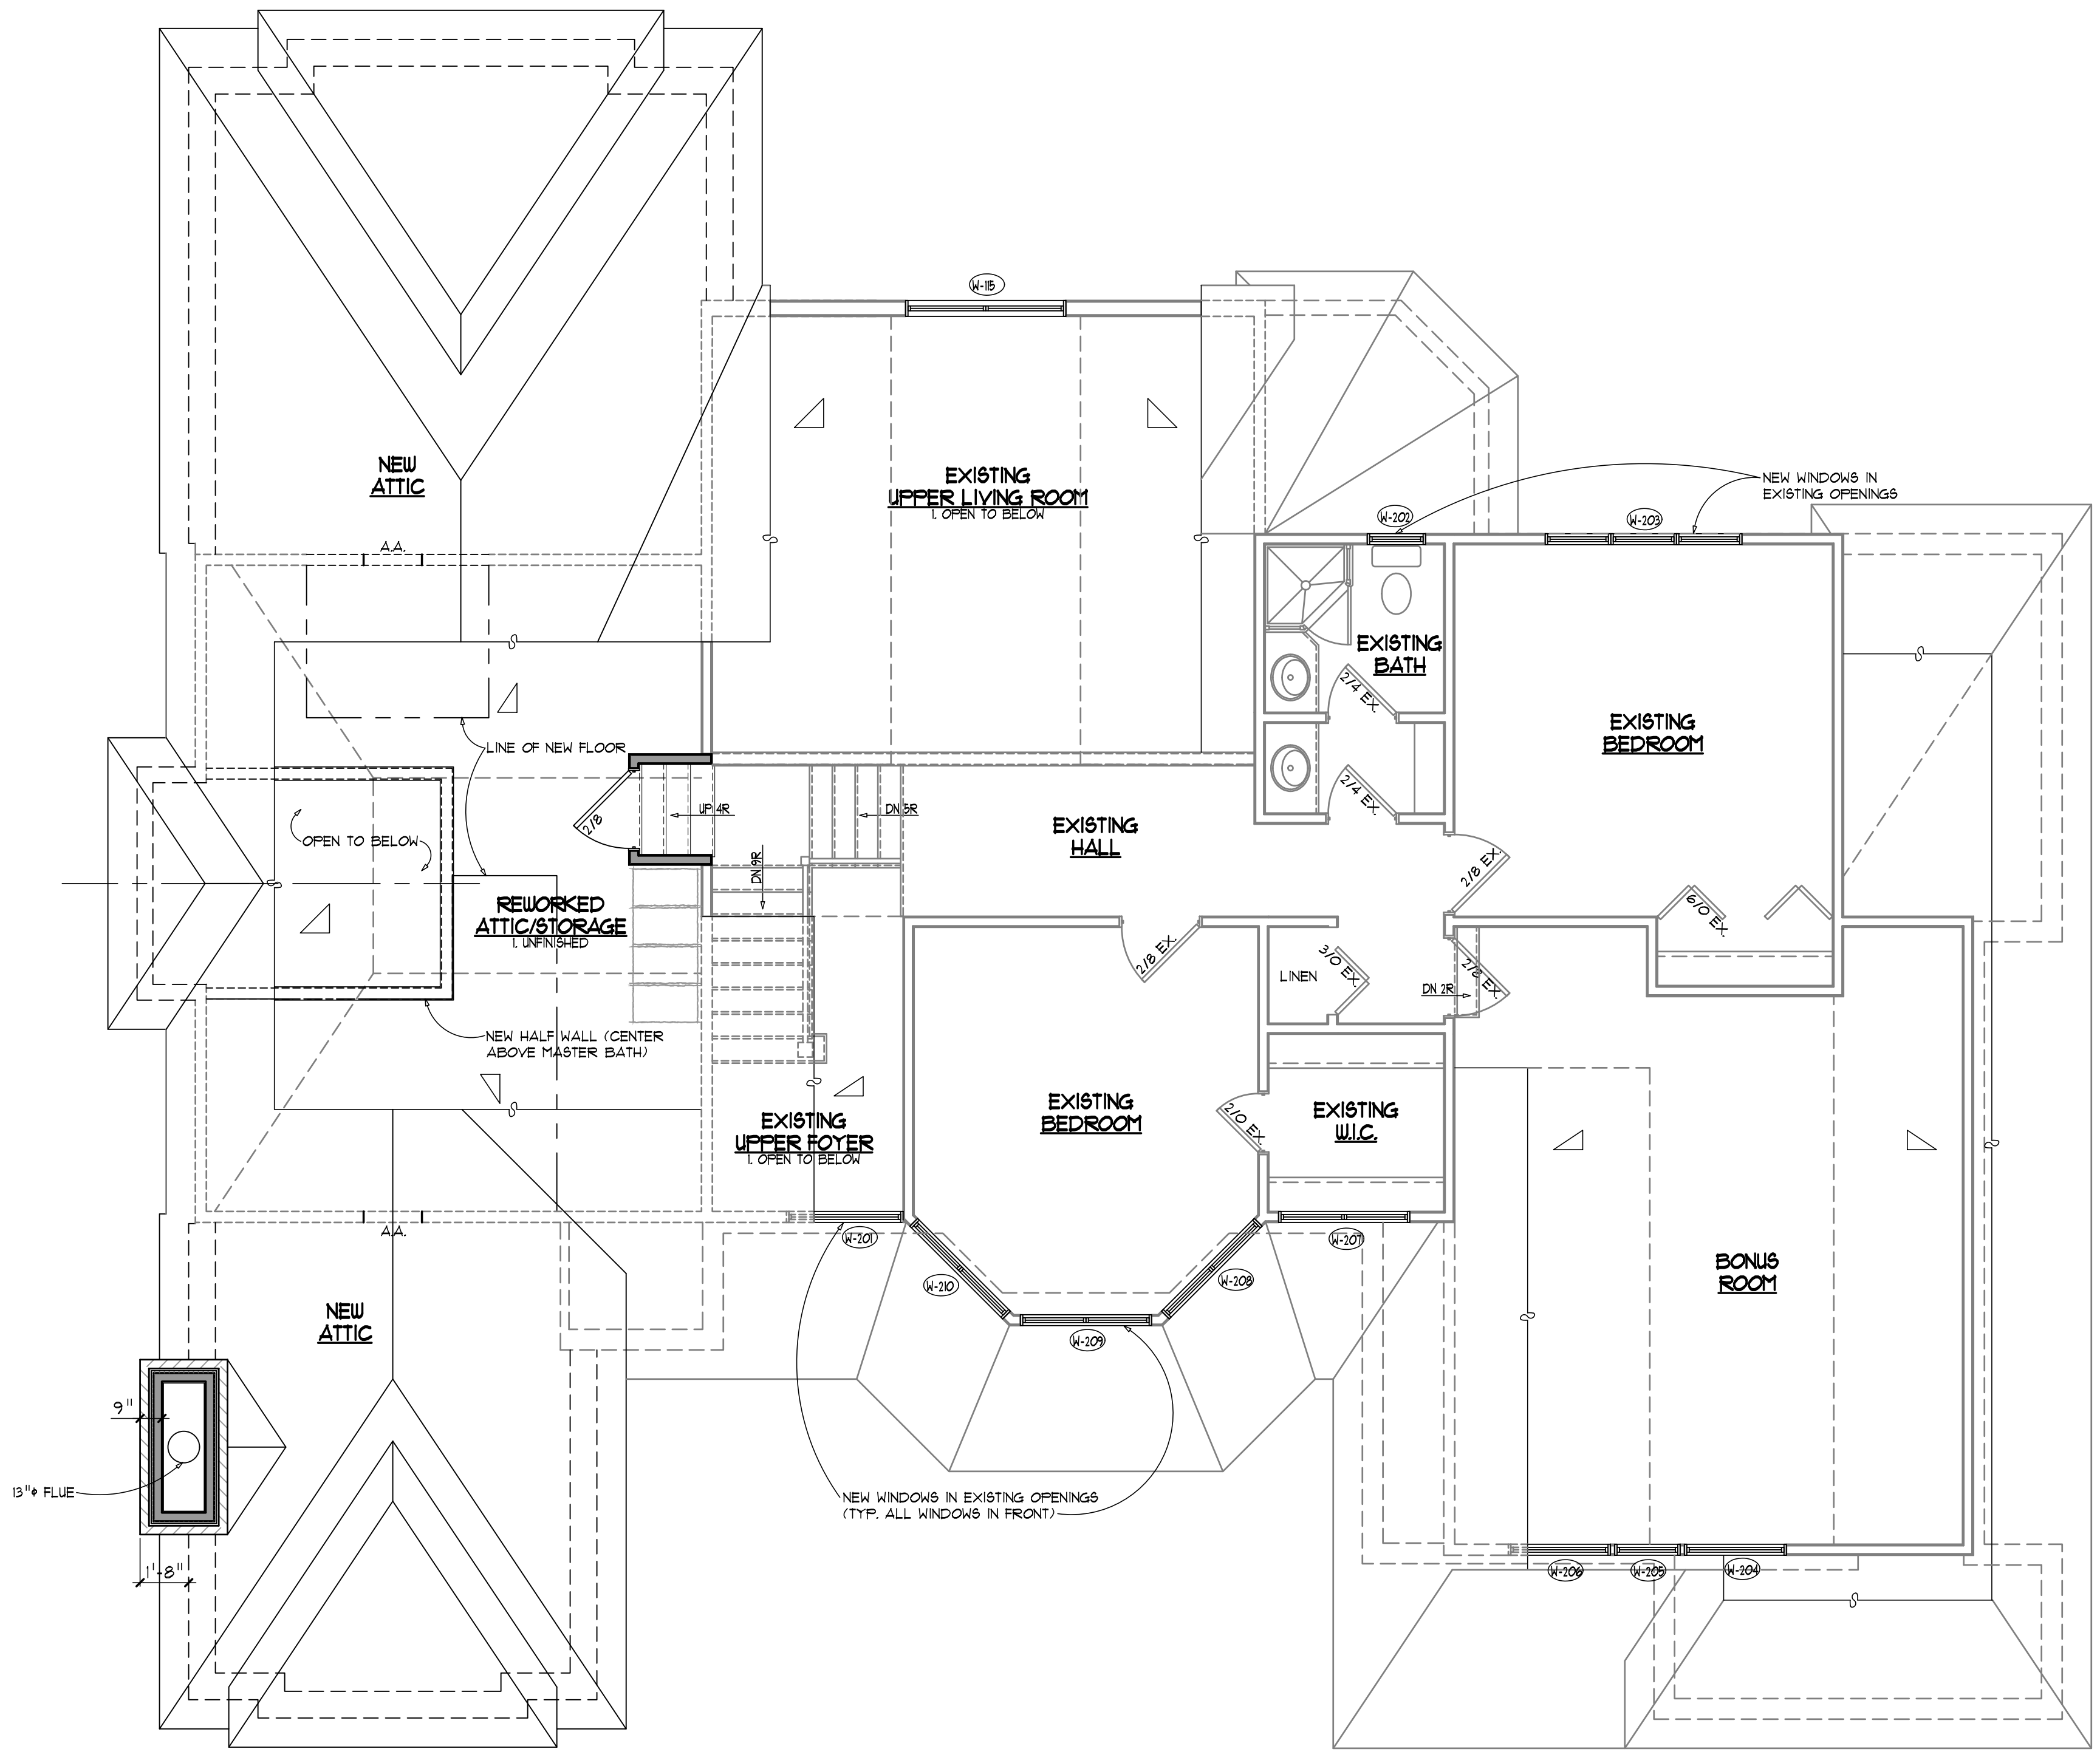 W-115
NEW
ATTIC
EXISTING
UPPER LIVING ROOM
1. OPEN TO BELOW
NEW WINDOWS IN
EXISTING OPENINGS
W-202
W-203
A.A.
EXISTING
BATH
2/4 EX.
EXISTING
BEDROOM
LINE OF NEW FLOOR
2/4 EX.
UP 4R
DN 5R
2/8
EXISTING
HALL
OPEN TO BELOW
DN 9R
2/8 EX.
REWORKED
ATTIC/STORAGE
1. UNFINISHED
6/0 EX.
2/8 EX.
3/0 EX.
LINEN
2/8 EX.
DN 2R
NEW HALF WALL (CENTER
ABOVE MASTER BATH)
EXISTING
UPPER FOYER
1. OPEN TO BELOW
EXISTING
BEDROOM
2/0 EX.
EXISTING
W.I.C.
A.A.
W-201
W-207
W-210
W-208
BONUS
ROOM
NEW
ATTIC
W-209
9"
13"φ FLUE
NEW WINDOWS IN EXISTING OPENINGS
(TYP. ALL WINDOWS IN FRONT)
1'-8"
W-206
W-205
W-204